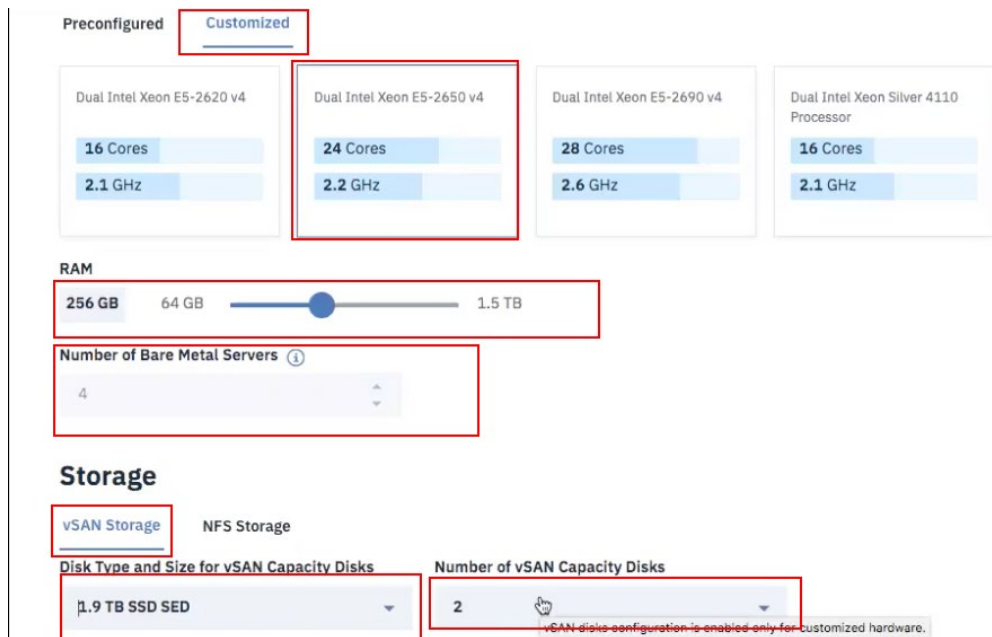 Preconfigured Customized
Dual Intel Xeon E5-2620 v4
16 Cores
2.1 GHz
Dual Intel Xeon E5-2650 v4
24 Cores
2.2 GHz
Dual Intel Xeon E5-2690 v4
28 Cores
2.6 GHz
Dual Intel Xeon Silver 4110
Processor
16 Cores
2.1 GHz
RAM
256 GB 64 GB 1.5 TB
Number of Bare Metal Servers i
4
Storage
vSAN Storage NFS Storage
Disk Type and Size for vSAN Capacity Disks
1.9 TB SSD SED
Number of vSAN Capacity Disks
2
vSAN disks configuration is enabled only for customized hardware.